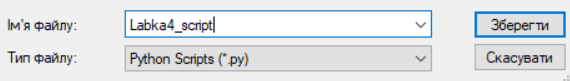 Ім'я файлу: Labka4_script Зберегти
Тип файлу: Python Scripts (*.py) Скасувати